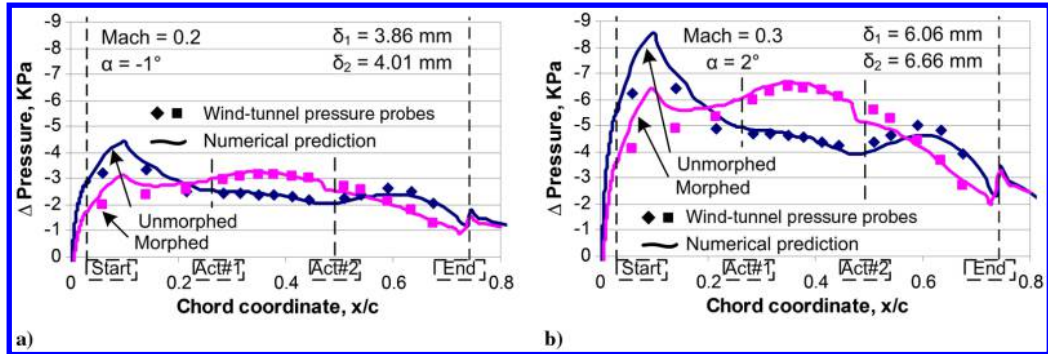 -9
-8
-7
-6
-5
-4
-3
-2
-1
0
Δ Pressure, KPa
Mach = 0.2
δ1 = 3.86 mm
α = -1°
δ2 = 4.01 mm
Wind-tunnel pressure probes
Numerical prediction
Unmorphed
Morphed
0 0.2 0.4 0.6 0.8
Start Act#1 Act#2 End
Chord coordinate, x/c
a)
-9
-8
-7
-6
-5
-4
-3
-2
-1
0
Δ Pressure, KPa
Mach = 0.3
δ1 = 6.06 mm
α = 2°
δ2 = 6.66 mm
Unmorphed
Morphed
Wind-tunnel pressure probes
Numerical prediction
0 0.2 0.4 0.6 0.8
Start Act#1 Act#2 End
Chord coordinate, x/c
b)